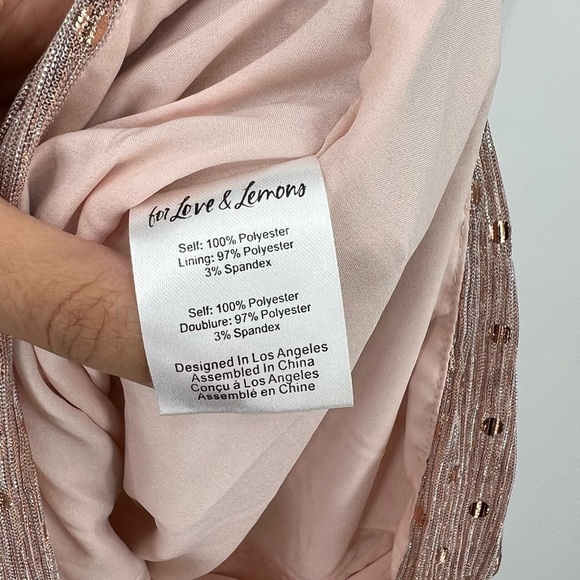 for Love & Lemons
Self: 100% Polyester
Lining: 97% Polyester
3% Spandex
Self: 100% Polyester
Doublure: 97% Polyester
3% Spandex
Designed In Los Angeles
Assembled In China
Conçu à Los Angeles
Assemblé en Chine